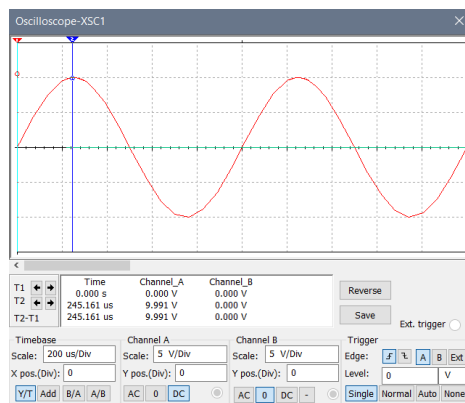 Oscilloscope-XSC1
T1
T2
T2-T1
Time Channel_A Channel_B
0.000 s 0.000 V 0.000 V
245.161 us 9.991 V 0.000 V
245.161 us 9.991 V 0.000 V
Reverse
Save
Ext. trigger
Timebase
Scale: 200 us/Div
X pos.(Div): 0
Y/T Add B/A A/B
Channel A
Scale: 5 V/Div
Y pos.(Div): 0
AC 0 DC
Channel B
Scale: 5 V/Div
Y pos.(Div): 0
AC 0 DC -
Trigger
Edge: A B Ext
Level: 0 V
Single Normal Auto None